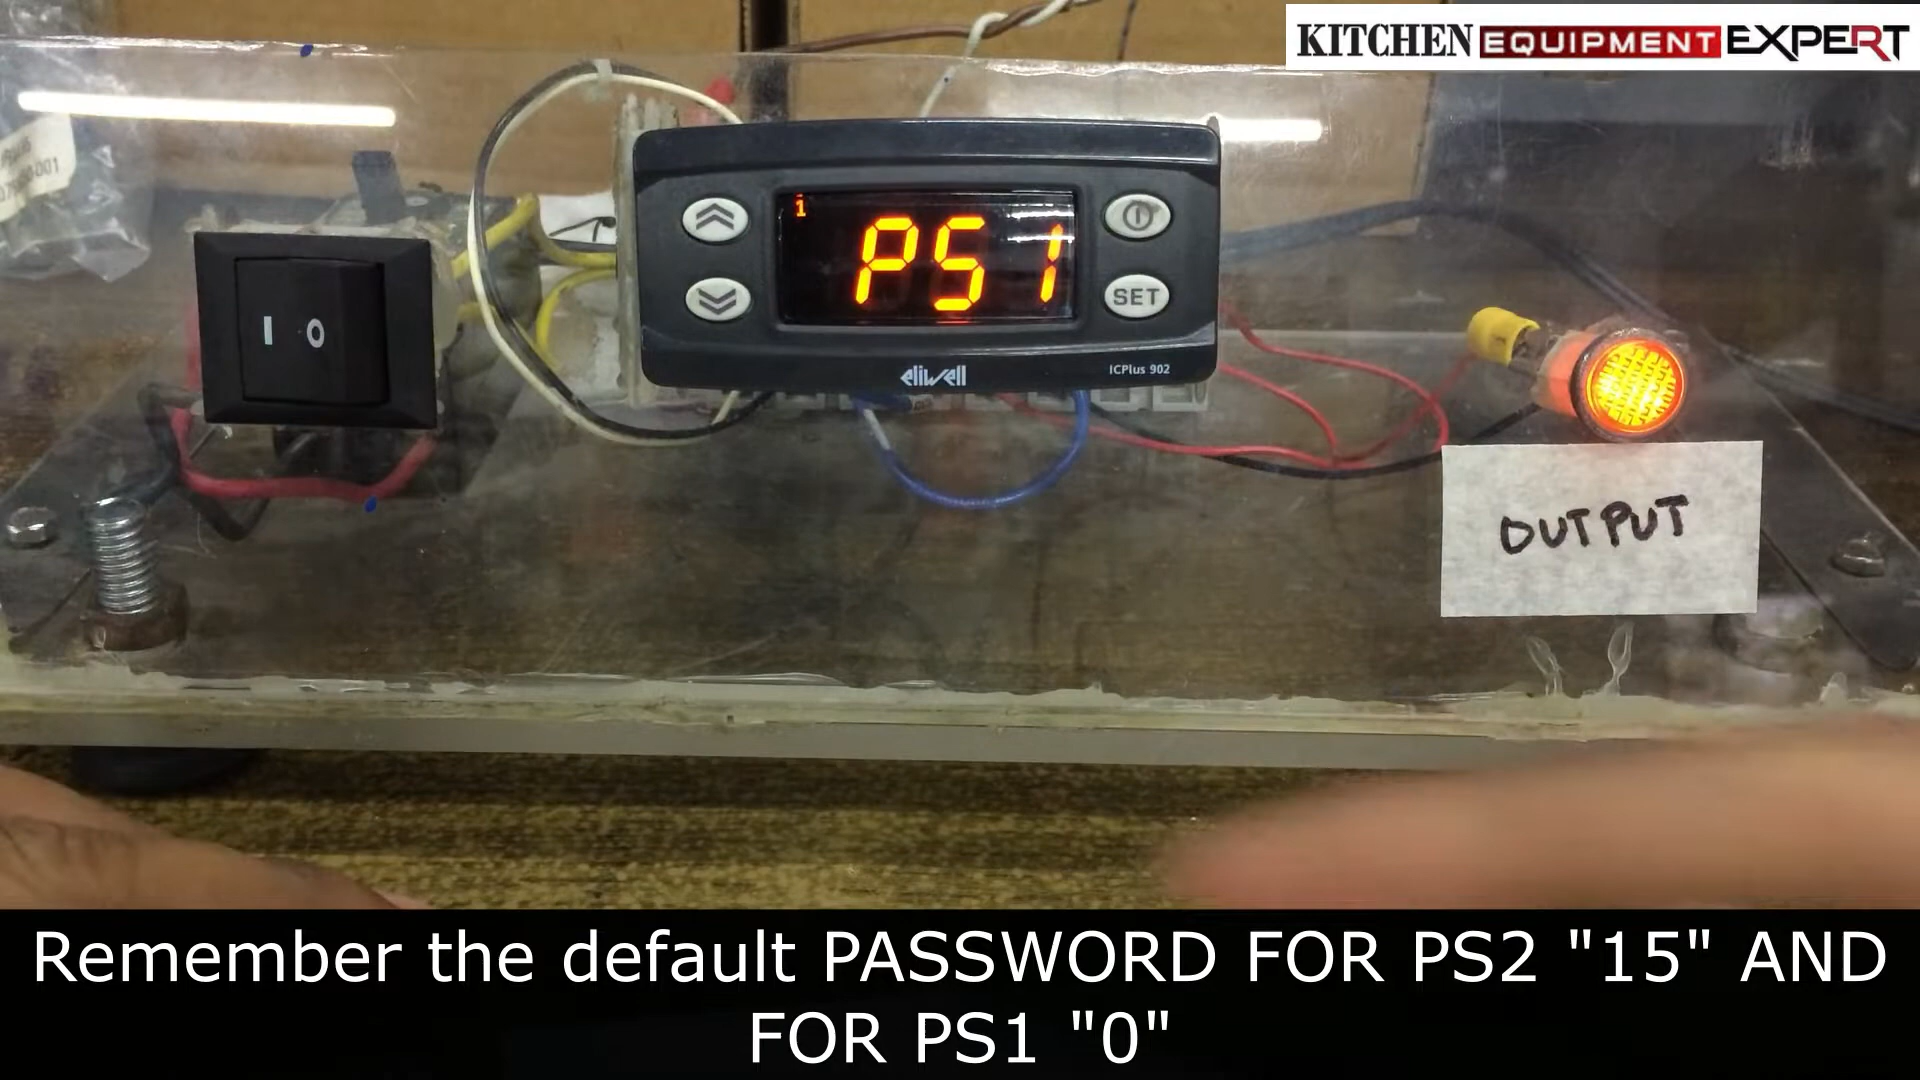 KITCHEN EQUIPMENT EXPERT
1
PS1
SET
eliwell
ICPlus 902
I O
OUTPUT
Remember the default PASSWORD FOR PS2 "15" AND
FOR PS1 "0"